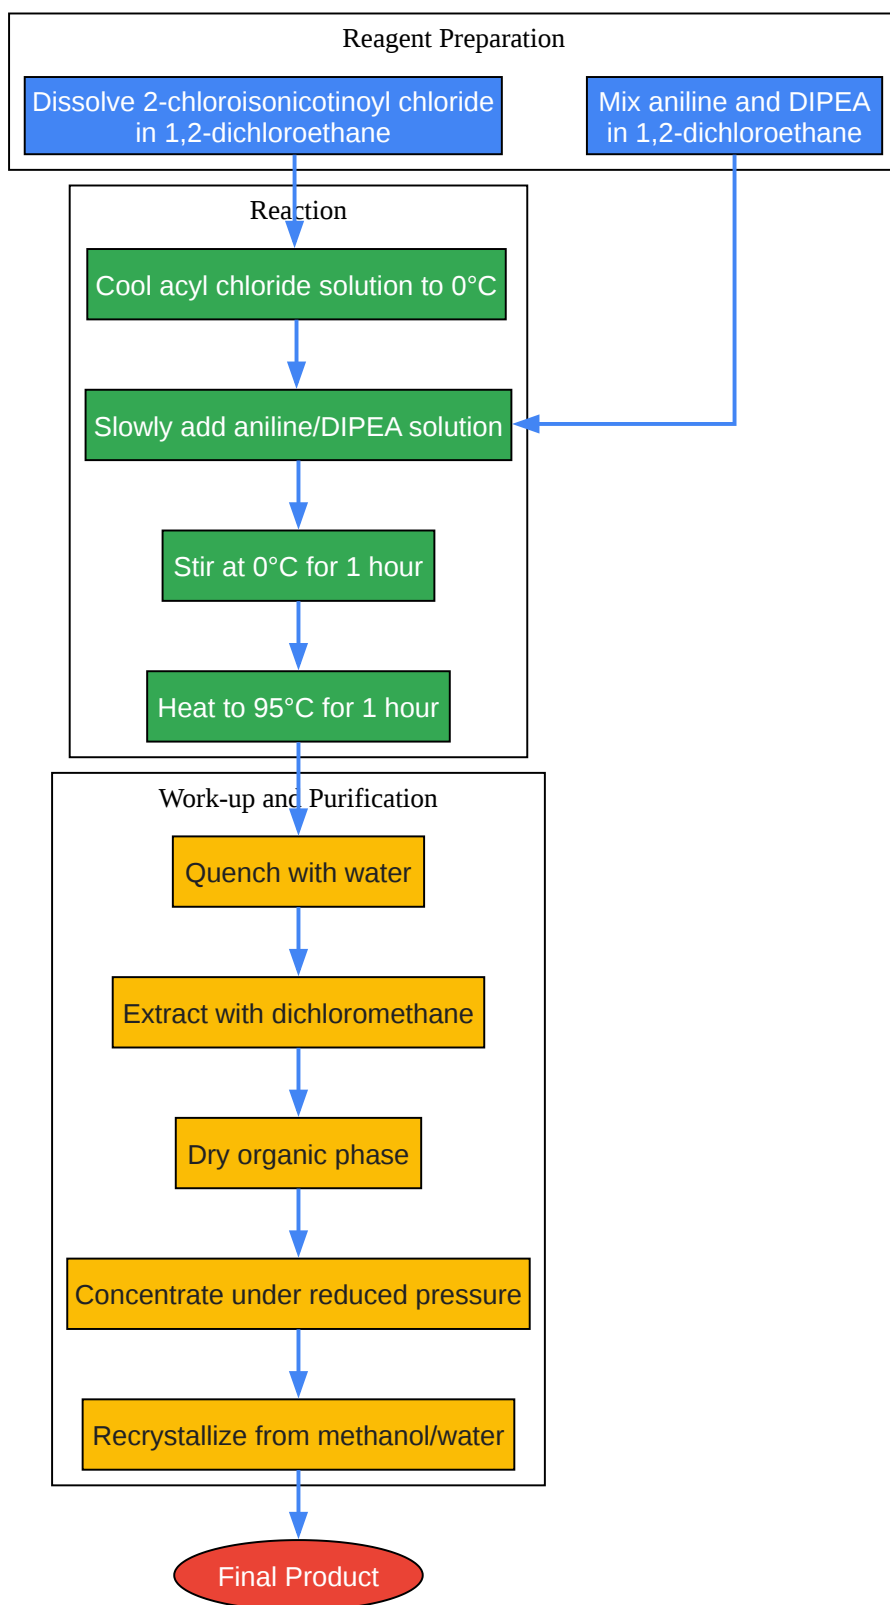 Reagent Preparation
Dissolve 2-chloroisonicotinoyl chloride
in 1,2-dichloroethane
Mix aniline and DIPEA
in 1,2-dichloroethane
Reaction
Cool acyl chloride solution to 0°C
Slowly add aniline/DIPEA solution
Stir at 0°C for 1 hour
Heat to 95°C for 1 hour
Work-up and Purification
Quench with water
Extract with dichloromethane
Dry organic phase
Concentrate under reduced pressure
Recrystallize from methanol/water
Final Product